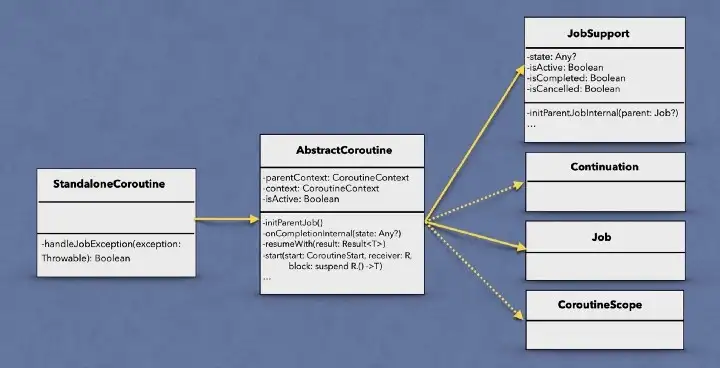 StandaloneCoroutine
-handleJobException(exception:
Throwable): Boolean
AbstractCoroutine
-parentContext: CoroutineContext
-context: CoroutineContext
-isActive: Boolean
-initParentJob()
-onCompletionInternal(state: Any?)
-resumeWith(result: Result<T>)
-start(start: CoroutineStart, receiver: R,
block: suspend R.() ->T)
...
JobSupport
-state: Any?
-isActive: Boolean
-isCompleted: Boolean
-isCancelled: Boolean
-initParentJobInternal(parent: Job?)
...
Continuation
Job
CoroutineScope